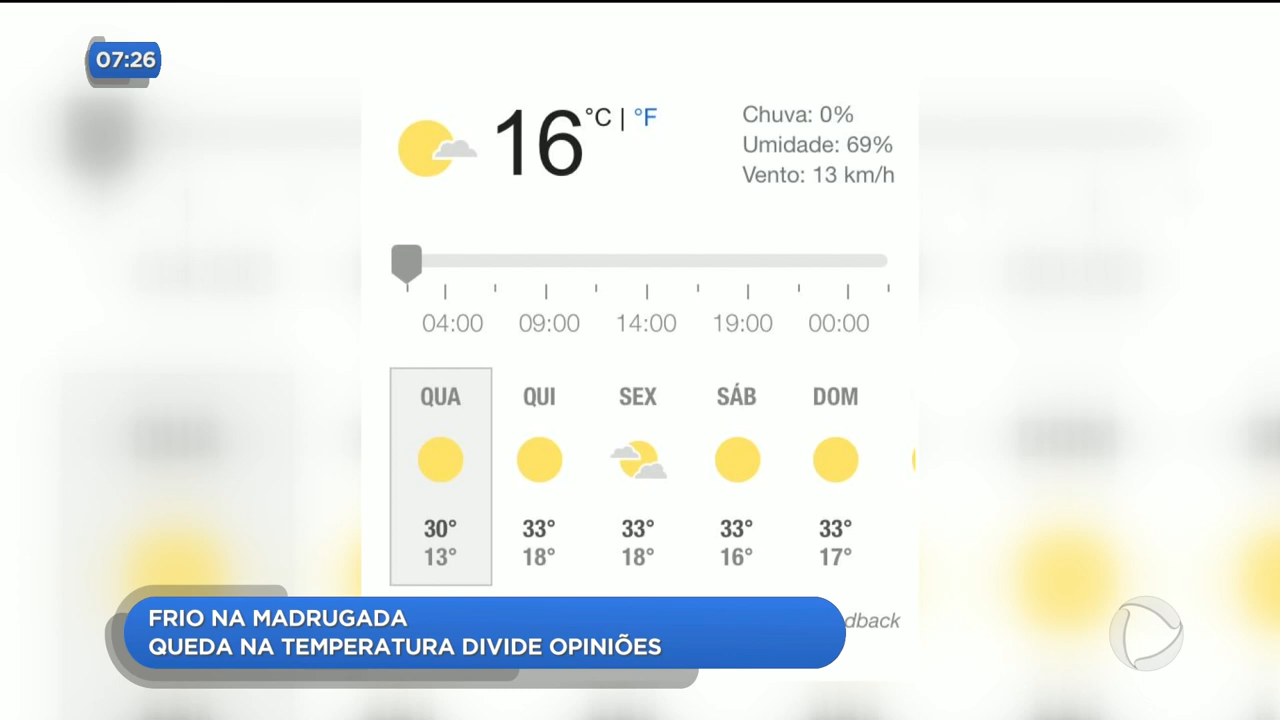 07:26
16 °C | °F
Chuva: 0%
Umidade: 69%
Vento: 13 km/h
04:00 09:00 14:00 19:00 00:00
QUA QUI SEX SÁB DOM
30° 33° 33° 33° 33°
13° 18° 18° 16° 17°
dback
FRIO NA MADRUGADA
QUEDA NA TEMPERATURA DIVIDE OPINIÕES